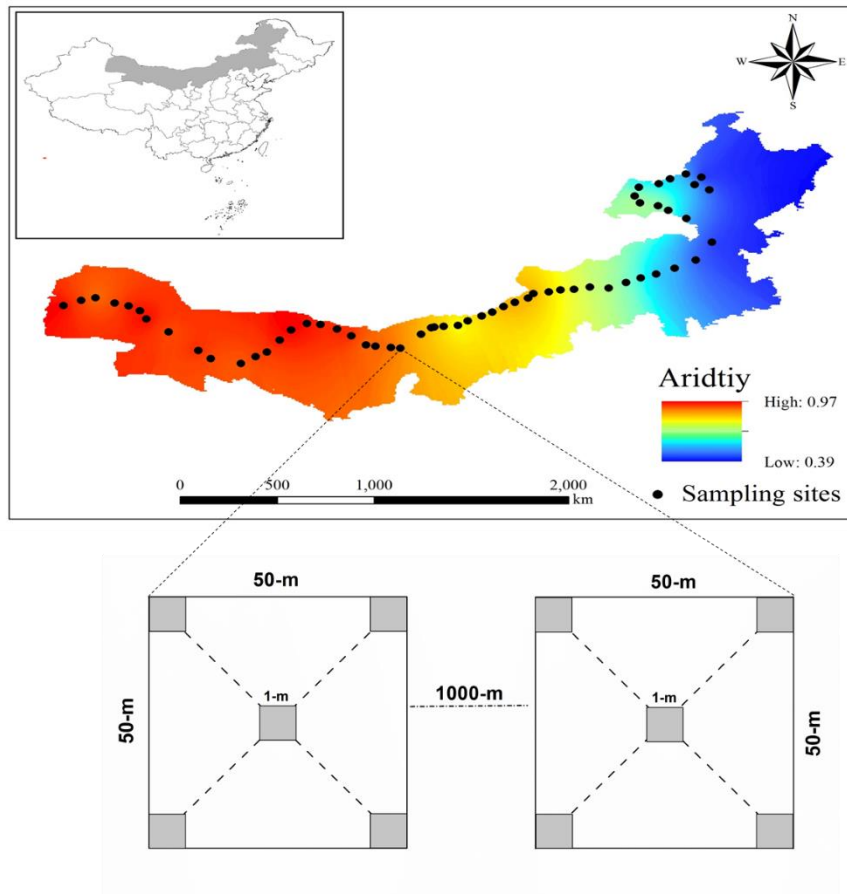 N
W E
S
Aridtiy
High: 0.97
Low: 0.39
0 500 1,000 2,000
km
Sampling sites
50-m 50-m
1-m 1-m
1000-m
50-m 50-m